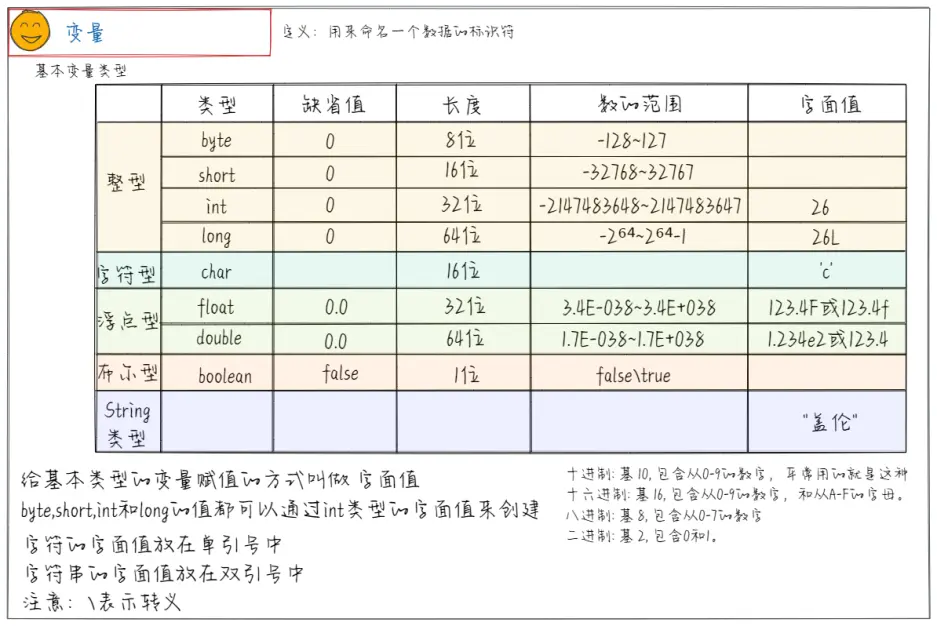 变量
定义：用来命名一个数据的标识符
基本变量类型
类型 缺省值 长度 数的范围 字面值
整型
byte 0 8位 -128~127
short 0 16位 -32768~32767
int 0 32位 -2147483648~2147483647 26
long 0 64位 -2⁶⁴~2⁶⁴-1 26L
字符型 char 16位 'c'
浮点型
float 0.0 32位 3.4E-038~3.4E+038 123.4F或123.4f
double 0.0 64位 1.7E-038~1.7E+038 1.234e2或123.4
布尔型 boolean false 1位 false\true
String
类型
"盖伦"
给基本类型的变量赋值的方式叫做字面值
byte,short,int和long的值都可以通过int类型的字面值来创建
字符的字面值放在单引号中
字符串的字面值放在双引号中
注意：\表示转义
十进制：基10，包含从0-9的数字，平常用的就是这种
十六进制：基16，包含从0-9的数字，和从A-F的字母。
八进制：基8，包含从0-7的数字
二进制：基2，包含0和1。